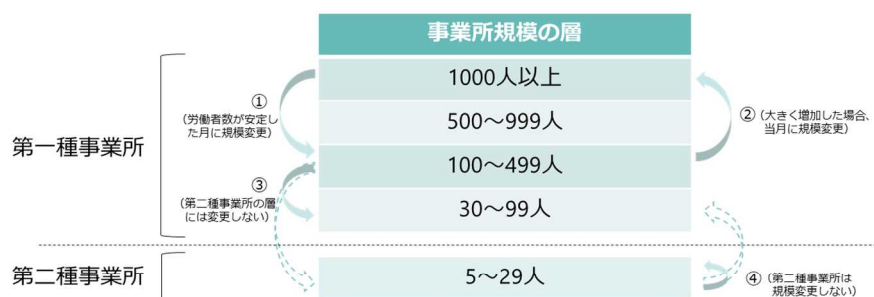 事業所規模の層
1000人以上
500～999人
100～499人
30～99人
5～29人
第一種事業所
第二種事業所
①
(労働者数が安定し
た月に規模変更)
②(大きく増加した場合、
当月に規模変更)
③
(第二種事業所の層
には変更しない)
④(第二種事業所は
規模変更しない)